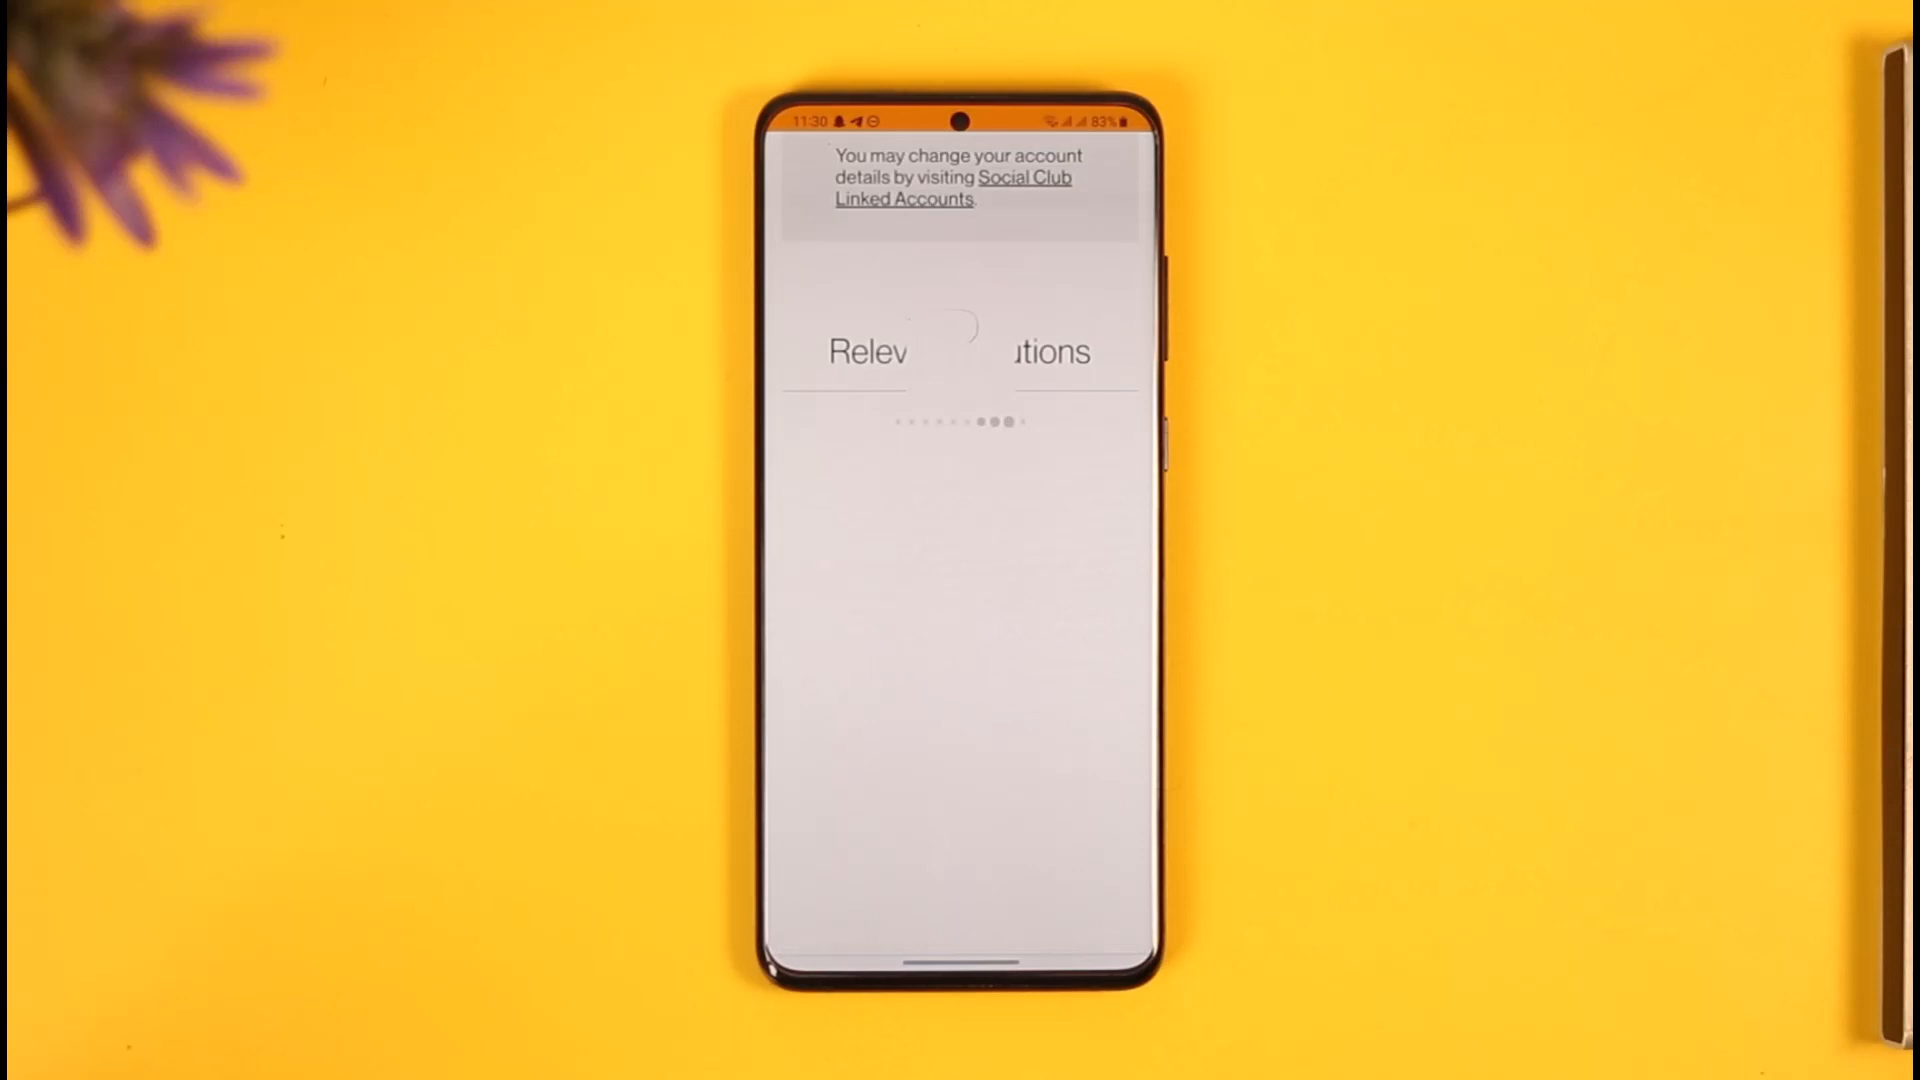 11:30 83%
You may change your account
details by visiting Social Club
Linked Accounts.
Relev utions